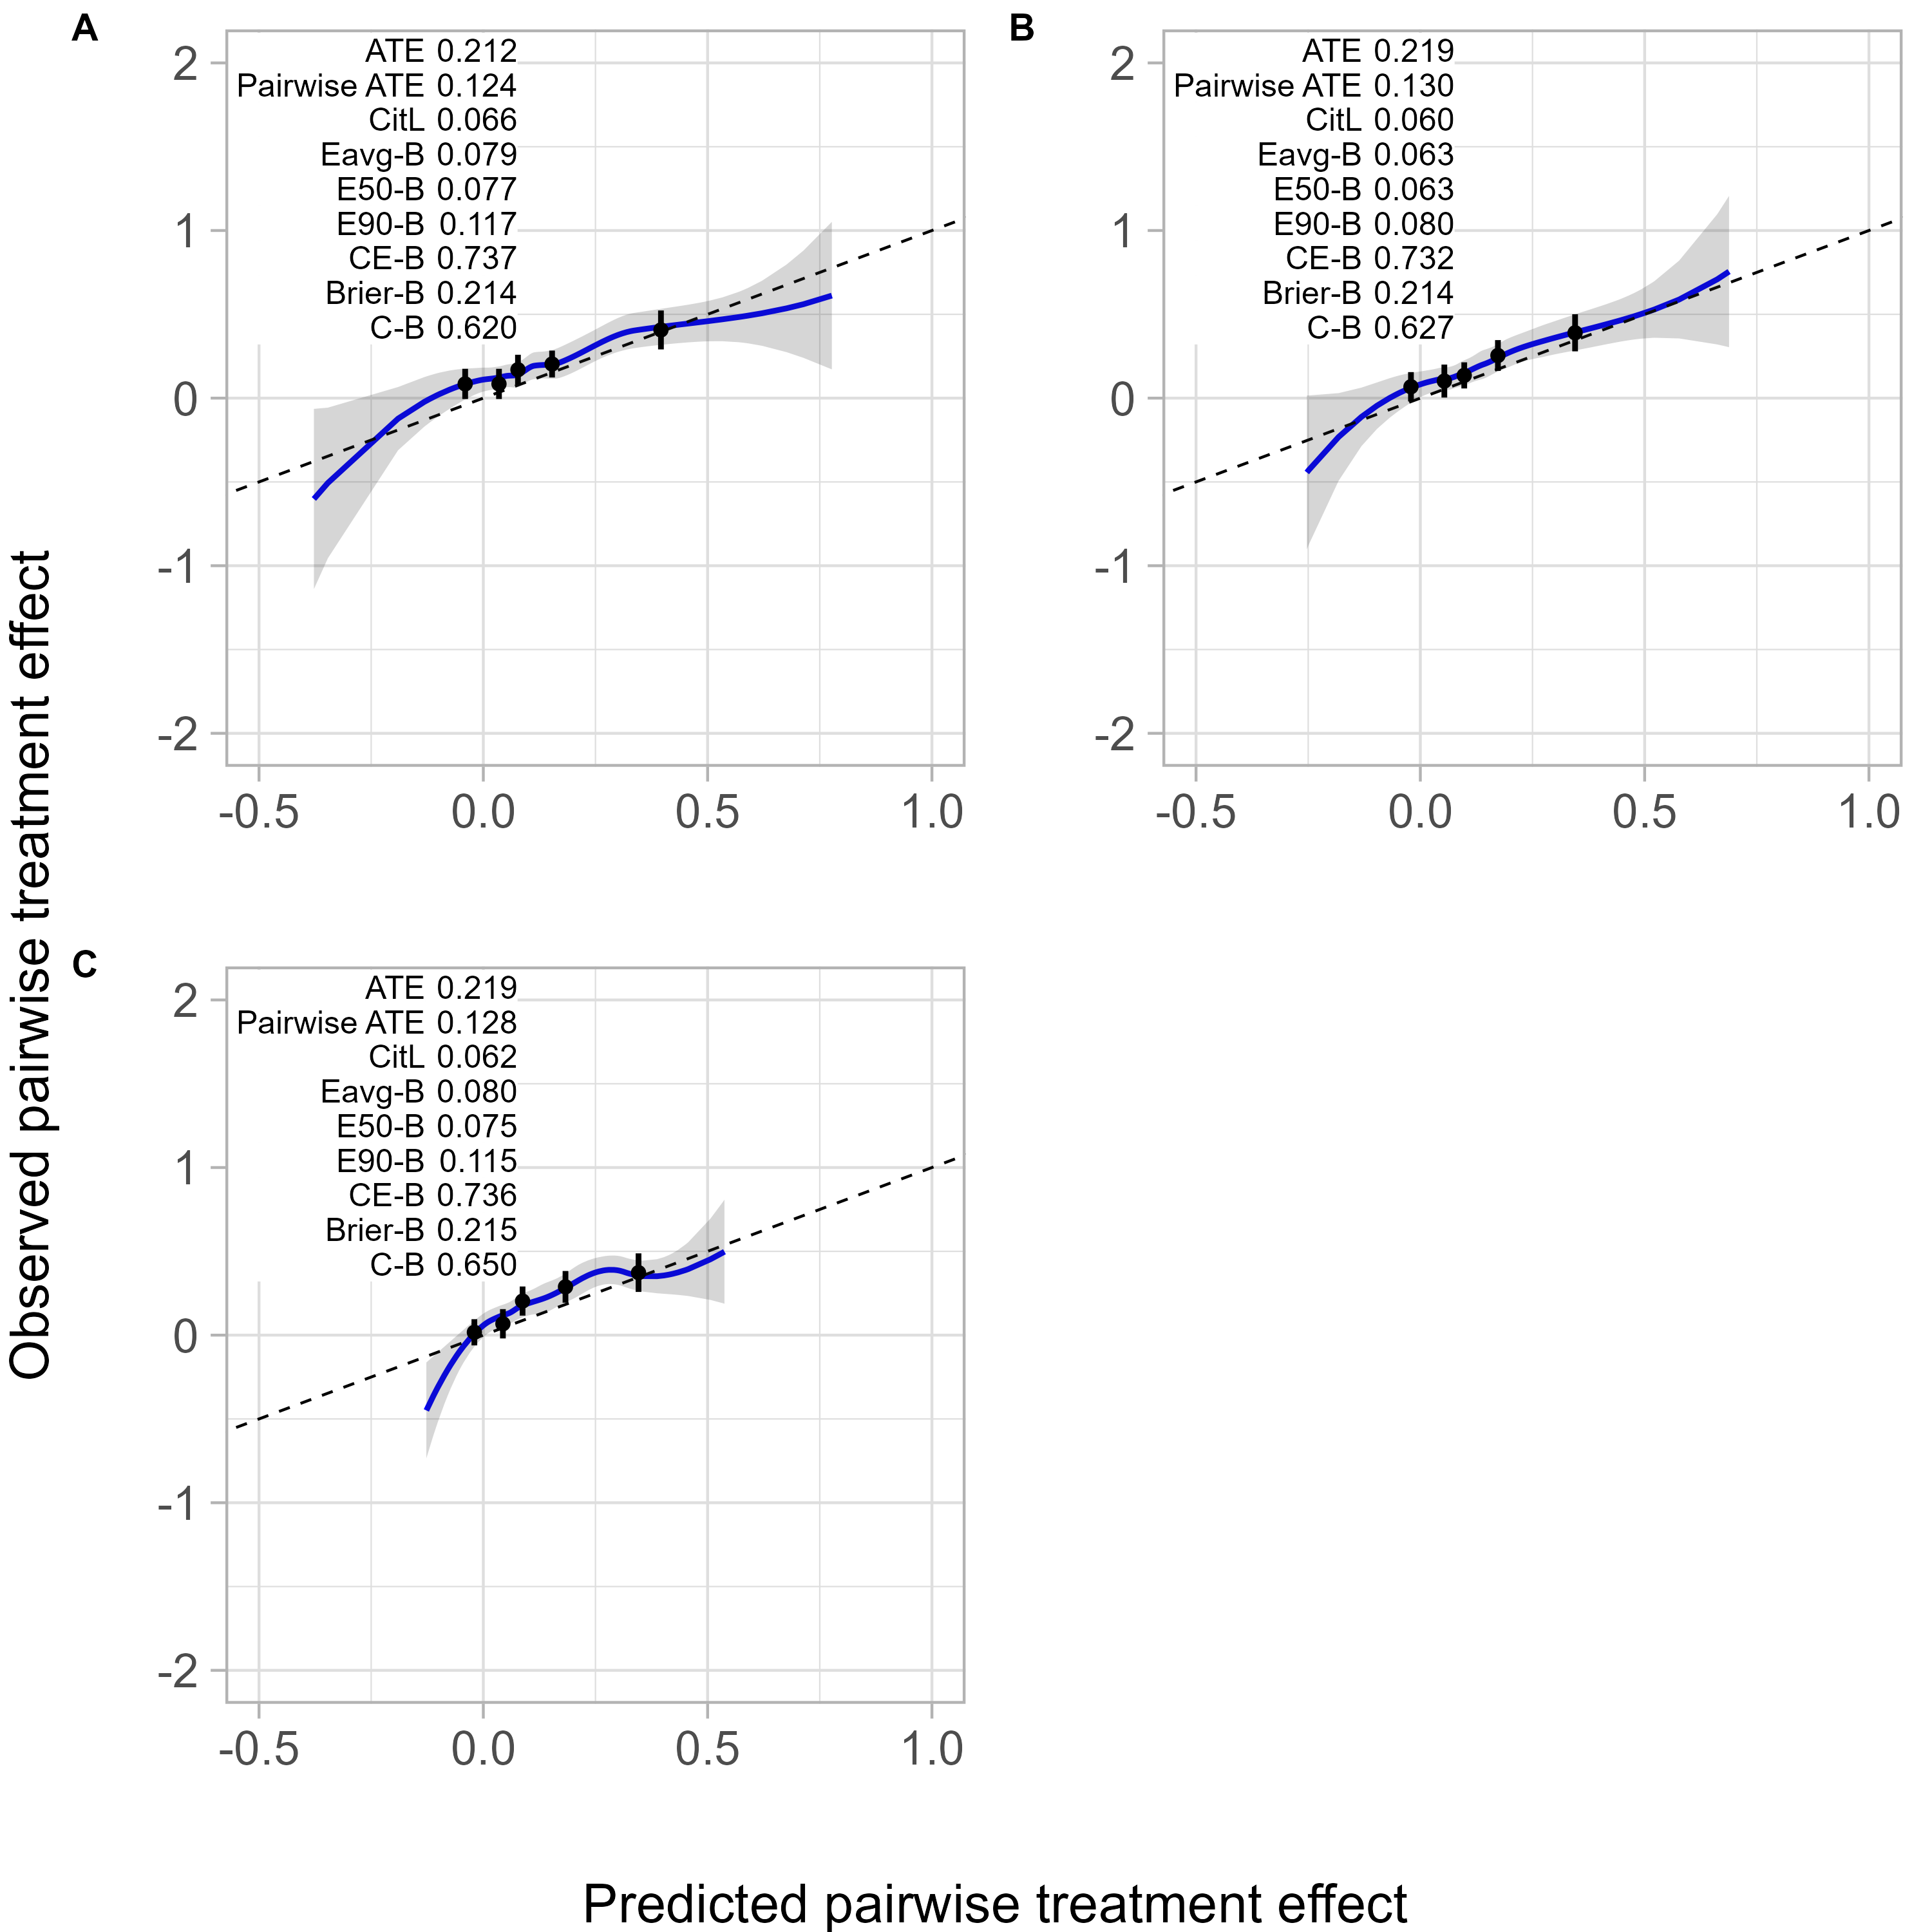 A
ATE 0.212
Pairwise ATE 0.124
CitL 0.066
Eavg-B 0.079
E50-B 0.077
E90-B 0.117
CE-B 0.737
Brier-B 0.214
C-B 0.620
2
1
0
-1
-2
-0.5 0.0 0.5 1.0
B
ATE 0.219
Pairwise ATE 0.130
CitL 0.060
Eavg-B 0.063
E50-B 0.063
E90-B 0.080
CE-B 0.732
Brier-B 0.214
C-B 0.627
2
1
0
-1
-2
-0.5 0.0 0.5 1.0
C
ATE 0.219
Pairwise ATE 0.128
CitL 0.062
Eavg-B 0.080
E50-B 0.075
E90-B 0.115
CE-B 0.736
Brier-B 0.215
C-B 0.650
2
1
0
-1
-2
-0.5 0.0 0.5 1.0
Observed pairwise treatment effect
Predicted pairwise treatment effect